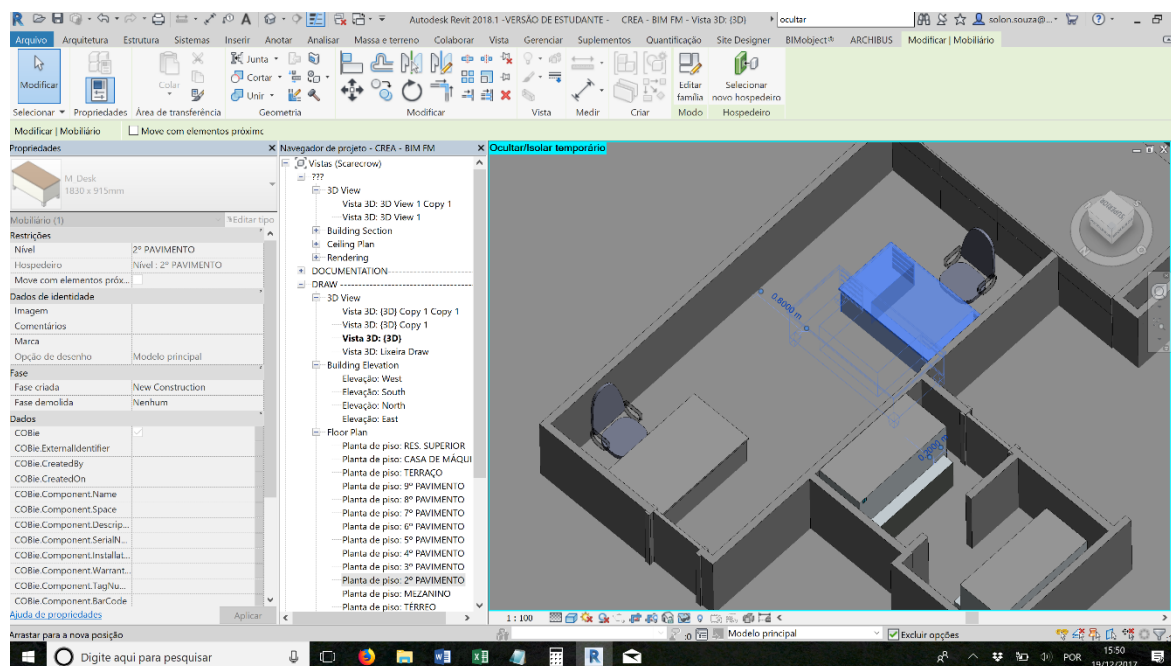 Autodesk Revit 2018.1 -VERSÃO DE ESTUDANTE - CREA - BIM FM - Vista 3D: {3D}
ocultar
solon.souza@...
Arquivo Arquitetura Estrutura Sistemas Inserir Anotar Analisar Massa e terreno Colaborar Vista Gerenciar Suplementos Quantificação Site Designer BIMobject® ARCHIBUS Modificar | Mobiliário
Junta
Cortar
Unir
Modificar
Colar
Editar família
Selecionar novo hospedeiro
Selecionar Propriedades Área de transferência Geometria Modificar Vista Medir Criar Modo Hospedeiro
Modificar | Mobiliário Move com elementos próximc
Propriedades
M_Desk
1830 x 915mm
Mobiliário (1) Editar tipo
Restrições
Nível 2º PAVIMENTO
Hospedeiro Nível : 2º PAVIMENTO
Move com elementos próx...
Dados de identidade
Imagem
Comentários
Marca
Opção de desenho Modelo principal
Fase
Fase criada New Construction
Fase demolida Nenhum
Dados
COBie
COBie.ExternalIdentifier
COBie.CreatedBy
COBie.CreatedOn
COBie.Component.Name
COBie.Component.Space
COBie.Component.Descrip...
COBie.Component.SerialN...
COBie.Component.Installat...
COBie.Component.Warrant...
COBie.Component.TagNu...
COBie.Component.BarCode
Ajuda de propriedades Aplicar
Navegador de projeto - CREA - BIM FM
Vistas (Scarecrow)
???
3D View
Vista 3D: 3D View 1 Copy 1
Vista 3D: 3D View 1
Building Section
Ceiling Plan
Rendering
DOCUMENTATION
DRAW
3D View
Vista 3D: {3D} Copy 1 Copy 1
Vista 3D: {3D} Copy 1
Vista 3D: {3D}
Vista 3D: Lixeira Draw
Building Elevation
Elevação: West
Elevação: South
Elevação: North
Elevação: East
Floor Plan
Planta de piso: RES. SUPERIOR
Planta de piso: CASA DE MÁQUI
Planta de piso: TERRAÇO
Planta de piso: 9º PAVIMENTO
Planta de piso: 8º PAVIMENTO
Planta de piso: 7º PAVIMENTO
Planta de piso: 6º PAVIMENTO
Planta de piso: 5º PAVIMENTO
Planta de piso: 4º PAVIMENTO
Planta de piso: 3º PAVIMENTO
Planta de piso: 2º PAVIMENTO
Planta de piso: MEZANINO
Planta de piso: TÉRREO
Ocultar/Isolar temporário
0.8000 m
0.2000 m
1 : 100
Arrastar para a nova posição
:0
Modelo principal
Excluir opções
Digite aqui para pesquisar
POR
15:50
19/12/2017